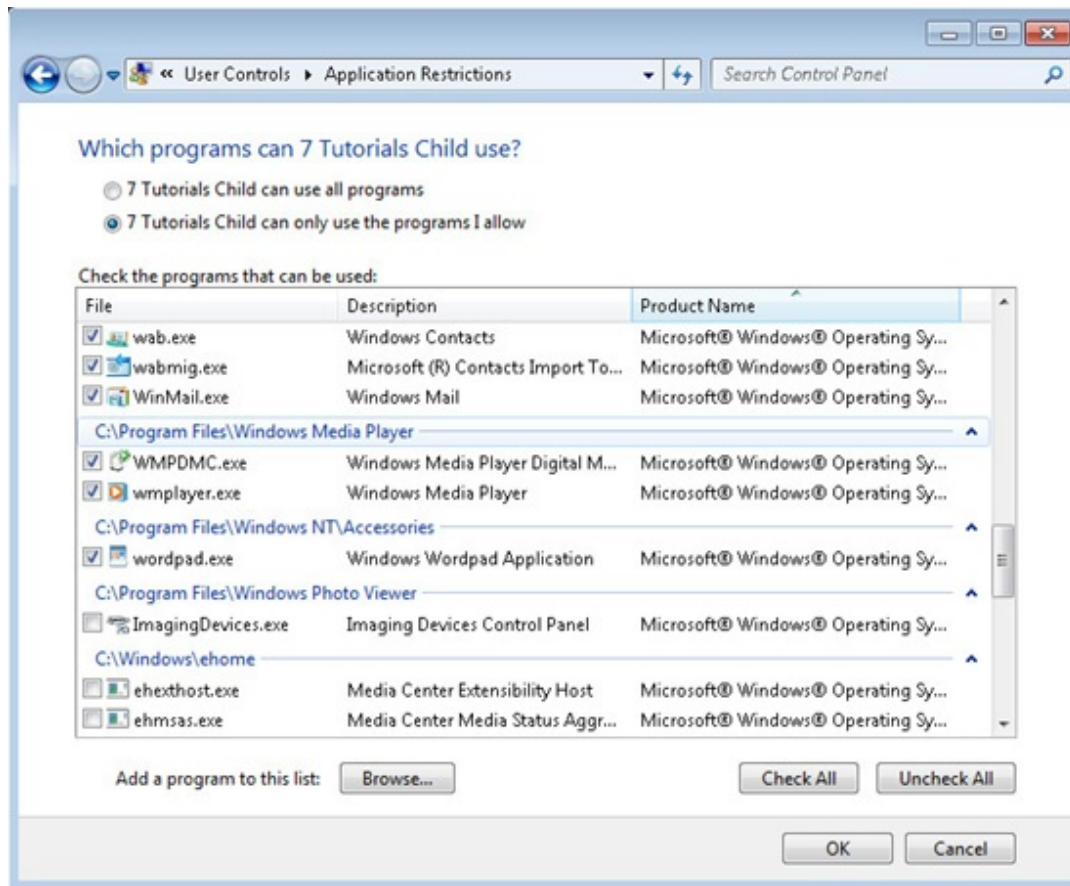 « User Controls ▸ Application Restrictions Search Control Panel
Which programs can 7 Tutorials Child use?
7 Tutorials Child can use all programs
7 Tutorials Child can only use the programs I allow
Check the programs that can be used:
File Description Product Name
wab.exe Windows Contacts Microsoft® Windows® Operating Sy...
wabmig.exe Microsoft (R) Contacts Import To... Microsoft® Windows® Operating Sy...
WinMail.exe Windows Mail Microsoft® Windows® Operating Sy...
C:\Program Files\Windows Media Player
WMPDMC.exe Windows Media Player Digital M... Microsoft® Windows® Operating Sy...
wmplayer.exe Windows Media Player Microsoft® Windows® Operating Sy...
C:\Program Files\Windows NT\Accessories
wordpad.exe Windows Wordpad Application Microsoft® Windows® Operating Sy...
C:\Program Files\Windows Photo Viewer
ImagingDevices.exe Imaging Devices Control Panel Microsoft® Windows® Operating Sy...
C:\Windows\ehome
ehexthost.exe Media Center Extensibility Host Microsoft® Windows® Operating Sy...
ehmsas.exe Media Center Media Status Aggr... Microsoft® Windows® Operating Sy...
Add a program to this list: Browse... Check All Uncheck All
OK Cancel